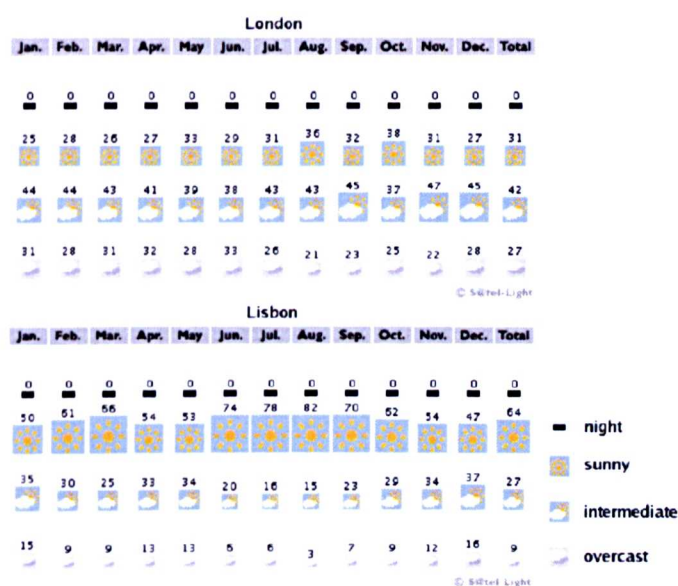 London
Jan. Feb. Mar. Apr. May Jun. Jul. Aug. Sep. Oct. Nov. Dec. Total
0 0 0 0 0 0 0 0 0 0 0 0 0
25 28 26 27 33 29 31 36 32 38 31 27 31
44 44 43 41 39 38 43 43 45 37 47 45 42
31 28 31 32 28 33 26 21 23 25 22 28 27
© S@tel-Light
Lisbon
Jan. Feb. Mar. Apr. May Jun. Jul. Aug. Sep. Oct. Nov. Dec. Total
0 0 0 0 0 0 0 0 0 0 0 0 0
50 61 66 54 53 74 78 82 70 62 54 47 64
35 30 25 33 34 20 16 15 23 29 34 37 27
15 9 9 13 13 6 6 3 7 9 12 16 9
© S@tel-Light
night
sunny
intermediate
overcast